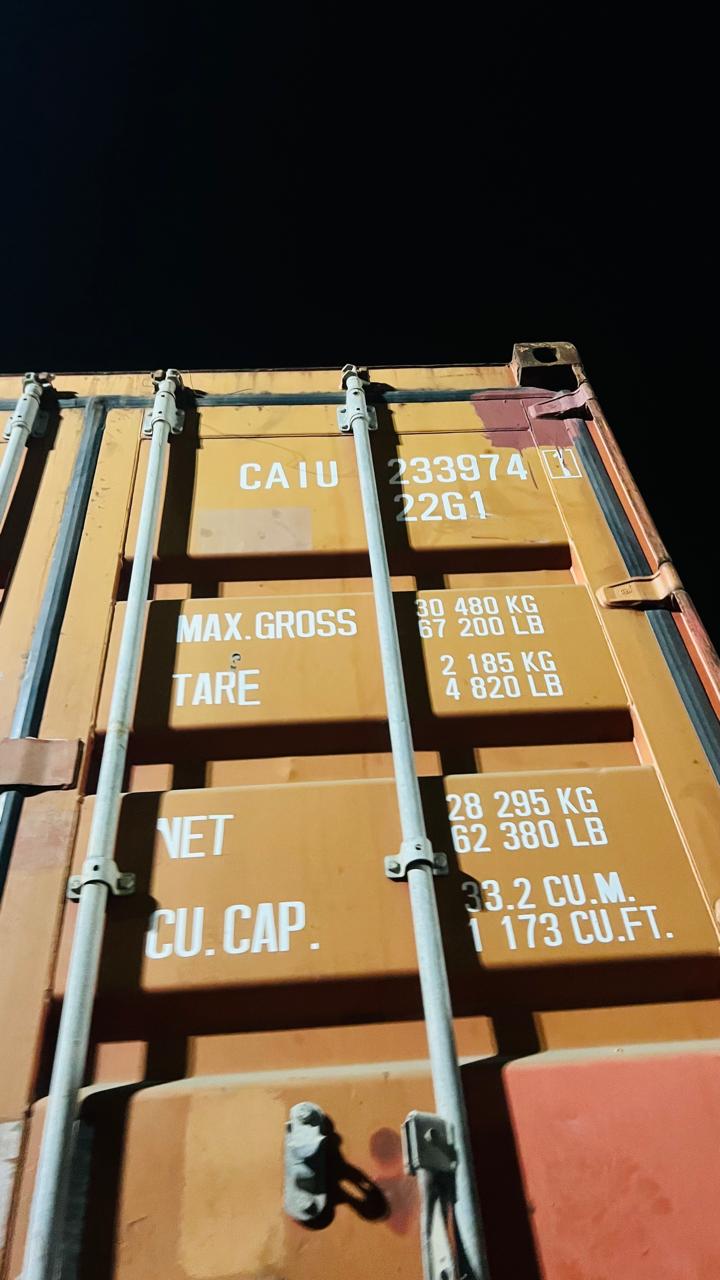 CAIU 233974 1
22G1
MAX.GROSS 30 480 KG
67 200 LB
TARE 2 185 KG
4 820 LB
NET 28 295 KG
62 380 LB
CU.CAP. 33.2 CU.M.
1 173 CU.FT.